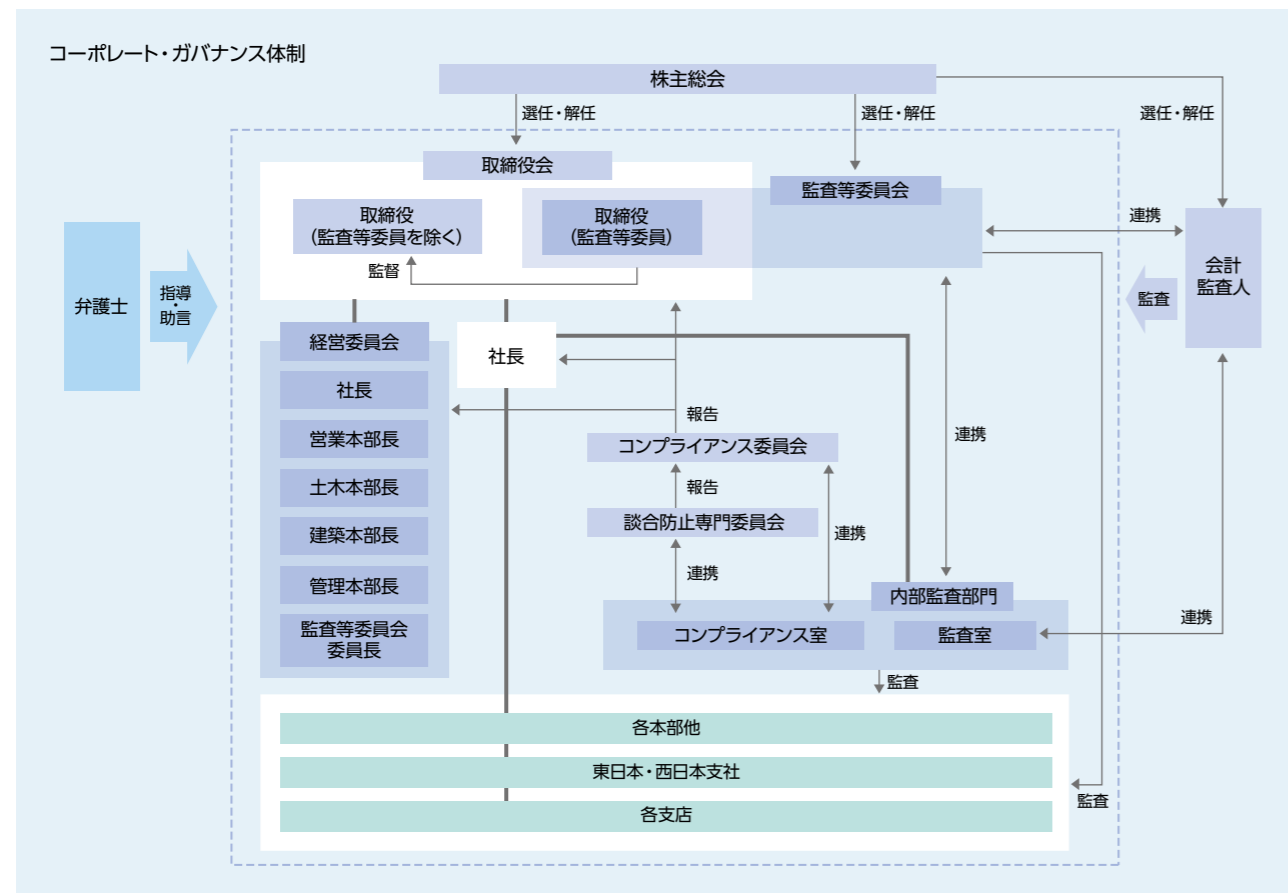 コーポレート・ガバナンス体制
株主総会
選任・解任
選任・解任
選任・解任
取締役会
監査等委員会
取締役
（監査等委員を除く）
取締役
（監査等委員）
監督
連携
会計
監査人
監査
弁護士
指導
・
助言
経営委員会
社長
社長
営業本部長
土木本部長
建築本部長
管理本部長
監査等委員会
委員長
報告
コンプライアンス委員会
報告
談合防止専門委員会
連携
連携
連携
内部監査部門
コンプライアンス室
監査室
連携
監査
各本部他
東日本・西日本支社
各支店
監査